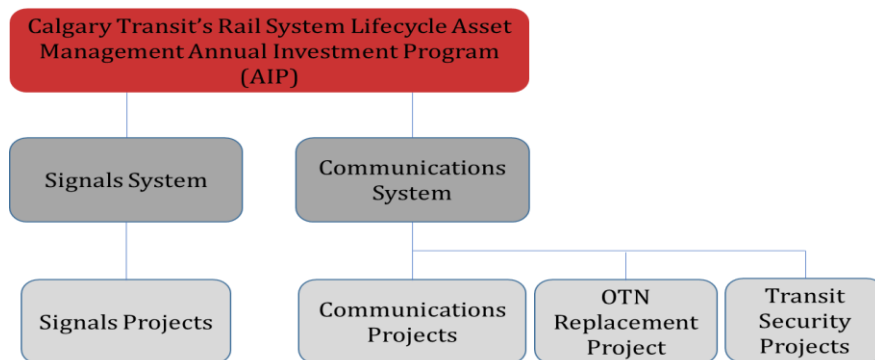 Calgary Transit's Rail System Lifecycle Asset
Management Annual Investment Program
(AIP)
Signals System
Communications
System
Signals Projects
Communications
Projects
OTN
Replacement
Project
Transit
Security
Projects